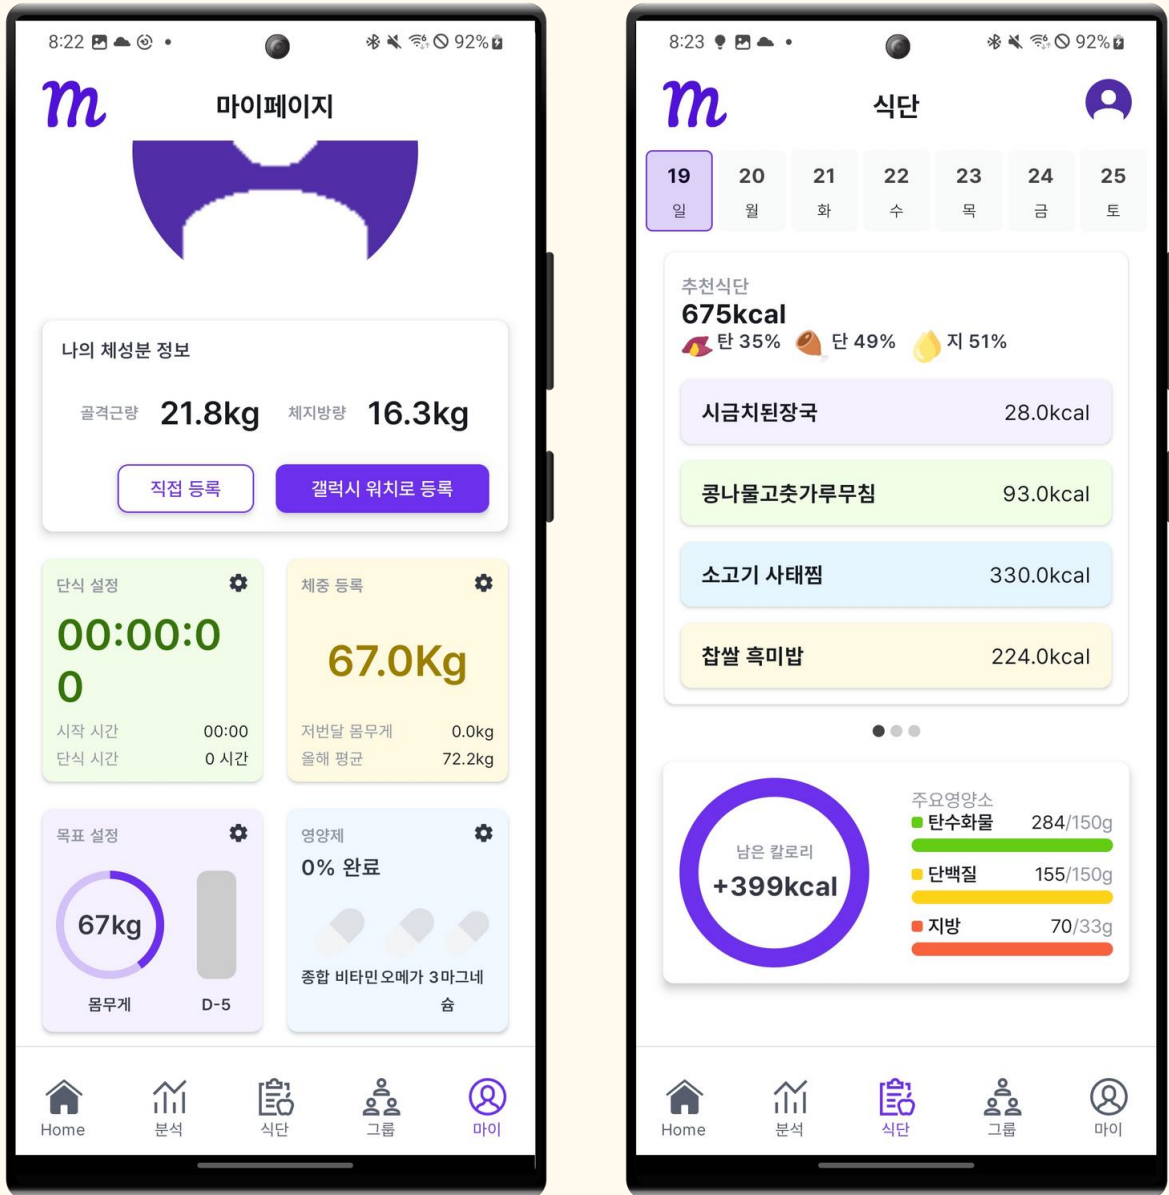 8:22
92%
m
마이페이지
나의 체성분 정보
골격근량 21.8kg 체지방량 16.3kg
직접 등록
갤럭시 워치로 등록
단식 설정
00:00:0
0
시작 시간 00:00
단식 시간 0 시간
체중 등록
67.0Kg
저번달 몸무게 0.0kg
올해 평균 72.2kg
목표 설정
67kg
몸무게
D-5
영양제
0% 완료
종합 비타민 오메가 3 마그네
슘
Home
분석
식단
그룹
마이
8:23
92%
m
식단
19 20 21 22 23 24 25
일 월 화 수 목 금 토
추천식단
675kcal
탄 35% 단 49% 지 51%
시금치된장국 28.0kcal
콩나물고춧가루무침 93.0kcal
소고기 사태찜 330.0kcal
찹쌀 흑미밥 224.0kcal
남은 칼로리
+399kcal
주요영양소
탄수화물 284/150g
단백질 155/150g
지방 70/33g
Home
분석
식단
그룹
마이